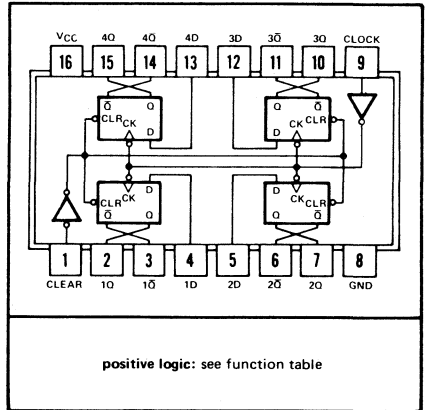 VCC 4Q 4Q̅ 4D 3D 3Q̅ 3Q CLOCK
16 15 14 13 12 11 10 9
Q̅ Q Q Q̅
CLR CK CK CLR
D D
D D
CLR CK CK CLR
Q̅ Q Q Q̅
1 2 3 4 5 6 7 8
CLEAR 1Q 1Q̅ 1D 2D 2Q̅ 2Q GND
positive logic: see function table